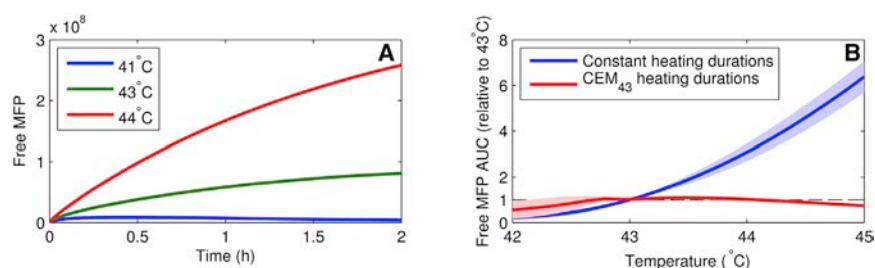 × 10⁸
3
2
1
0
Free MFP
41°C
43°C
44°C
A
0 0.5 1 1.5 2
Time (h)
8
6
4
2
1
0
Free MFP AUC (relative to 43°C)
Constant heating durations
CEM₄₃ heating durations
B
42 43 44 45
Temperature (°C)